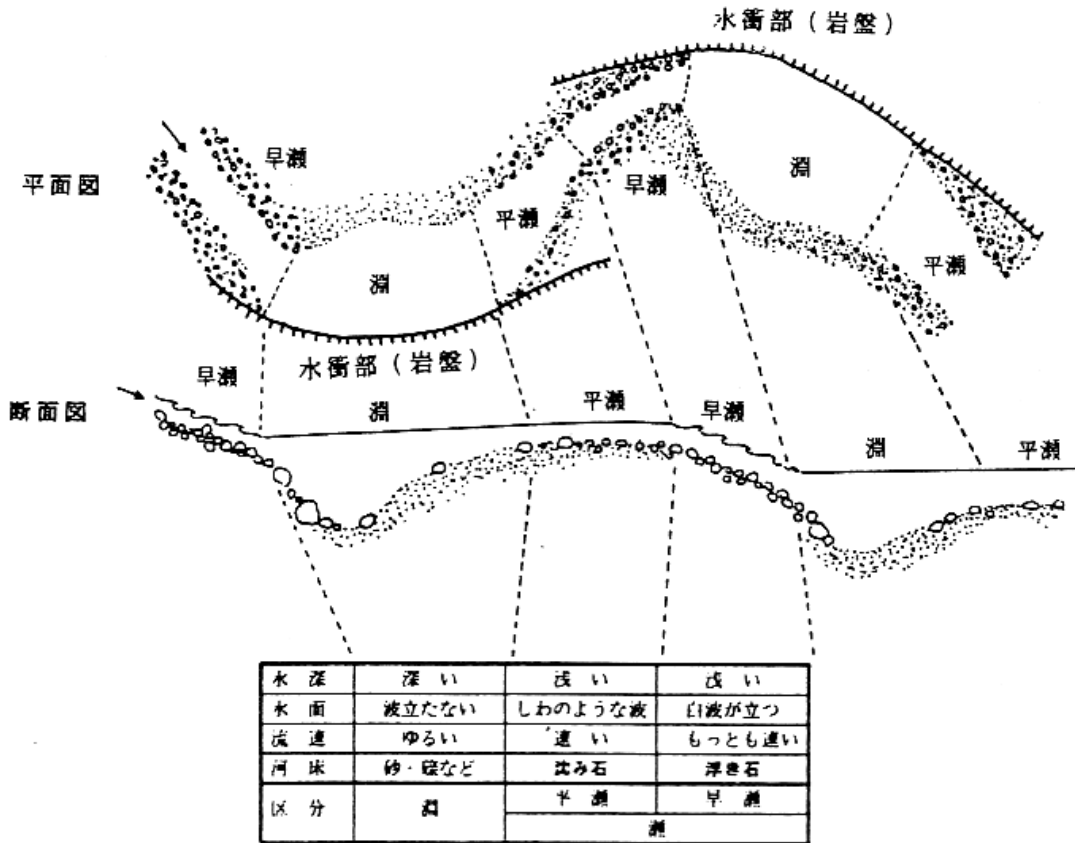 水衝部（岩盤）
早瀬
平面図
淵
早瀬
平瀬
淵
平瀬
水衝部（岩盤）
早瀬
断面図
淵
平瀬
早瀬
淵
平瀬
水深 深い 浅い 浅い
水面 波立たない しわのような波 白波が立つ
流速 ゆるい 速い もっとも速い
河床 砂・礫など 沈み石 浮き石
区分 淵 平瀬 早瀬
瀬